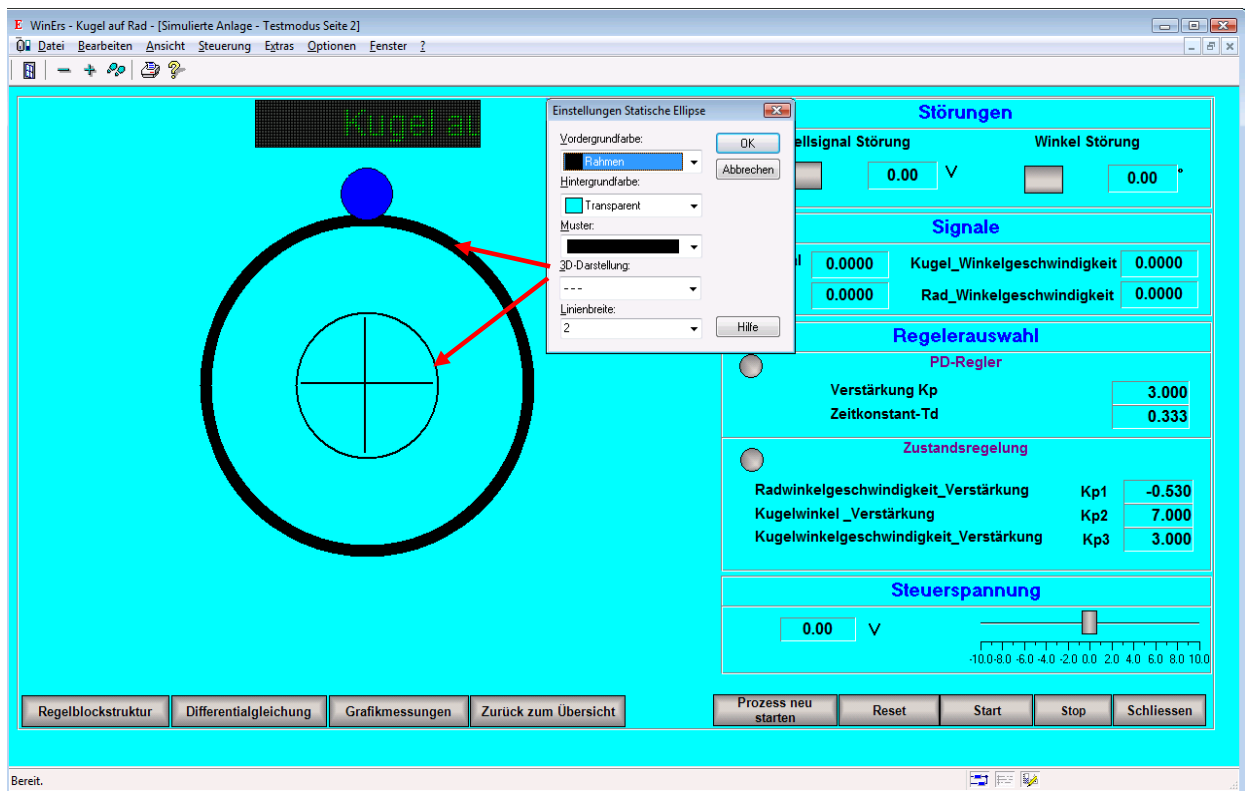 WinErs - Kugel auf Rad - [Simulierte Anlage - Testmodus Seite 2]
Datei Bearbeiten Ansicht Steuerung Extras Optionen Fenster ?
Kugel au
Einstellungen Statische Ellipse
Vordergrundfarbe:
Rahmen
OK
Abbrechen
Hintergrundfarbe:
Transparent
Muster:
3D-Darstellung:
---
Linienbreite:
2
Hilfe
Störungen
ellsignal Störung
Winkel Störung
0.00 V
0.00 °
Signale
l 0.0000 Kugel_Winkelgeschwindigkeit 0.0000
0.0000 Rad_Winkelgeschwindigkeit 0.0000
Regelerauswahl
PD-Regler
Verstärkung Kp 3.000
Zeitkonstant-Td 0.333
Zustandsregelung
Radwinkelgeschwindigkeit_Verstärkung Kp1 -0.530
Kugelwinkel _Verstärkung Kp2 7.000
Kugelwinkelgeschwindigkeit_Verstärkung Kp3 3.000
Steuerspannung
0.00 V
-10.0 -8.0 -6.0 -4.0 -2.0 0.0 2.0 4.0 6.0 8.0 10.0
Regelblockstruktur
Differentialgleichung
Grafikmessungen
Zurück zum Übersicht
Prozess neu
starten
Reset
Start
Stop
Schliessen
Bereit.